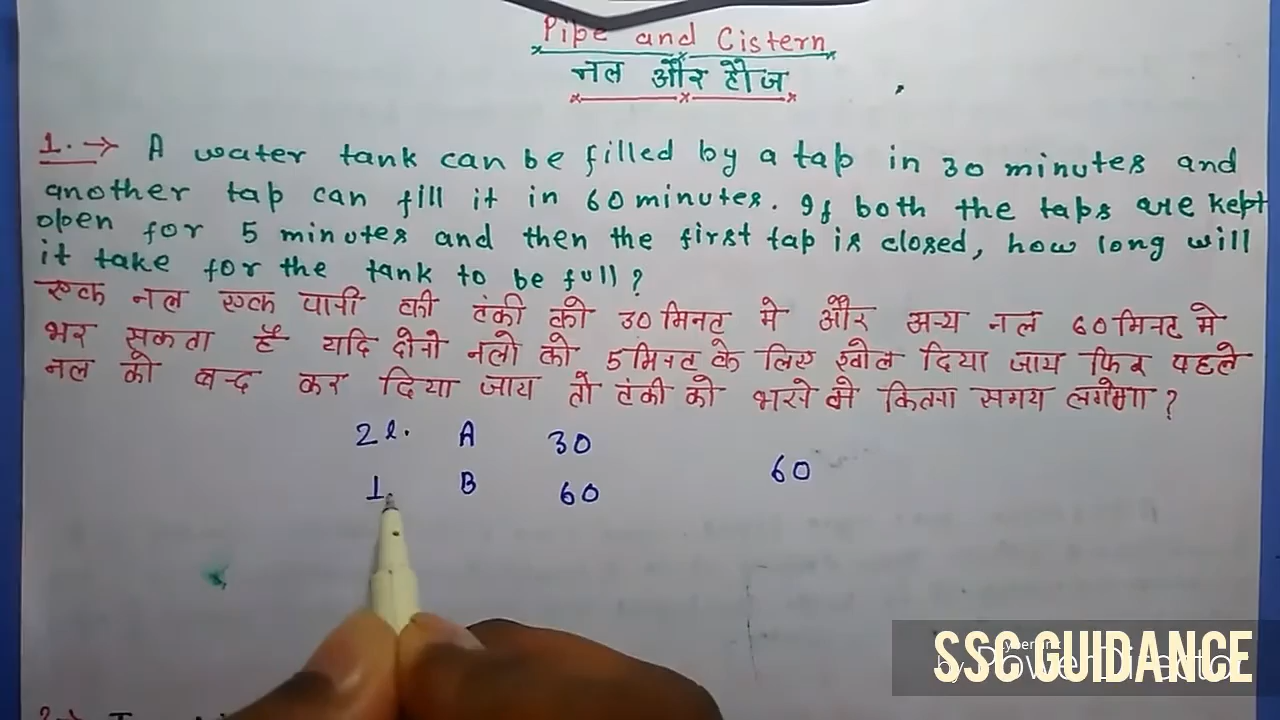 Pipe and Cistern
नल और हौज
1. → A water tank can be filled by a tap in 30 minutes and
another tap can fill it in 60 minutes. If both the taps are kept
open for 5 minutes and then the first tap is closed, how long will
it take for the tank to be full?
एक नल एक पानी की टंकी को 30 मिनट मे और अन्य नल 60 मिनट मे
भर सकता है यदि दोनो नलो को 5 मिनट के लिए खोल दिया जाय फिर पहले
नल को बन्द कर दिया जाय तो टंकी को भरने मे कितना समय लगेगा ?
2 l. A 30
1 B 60 60
SSC GUIDANCE
by PowerDirector